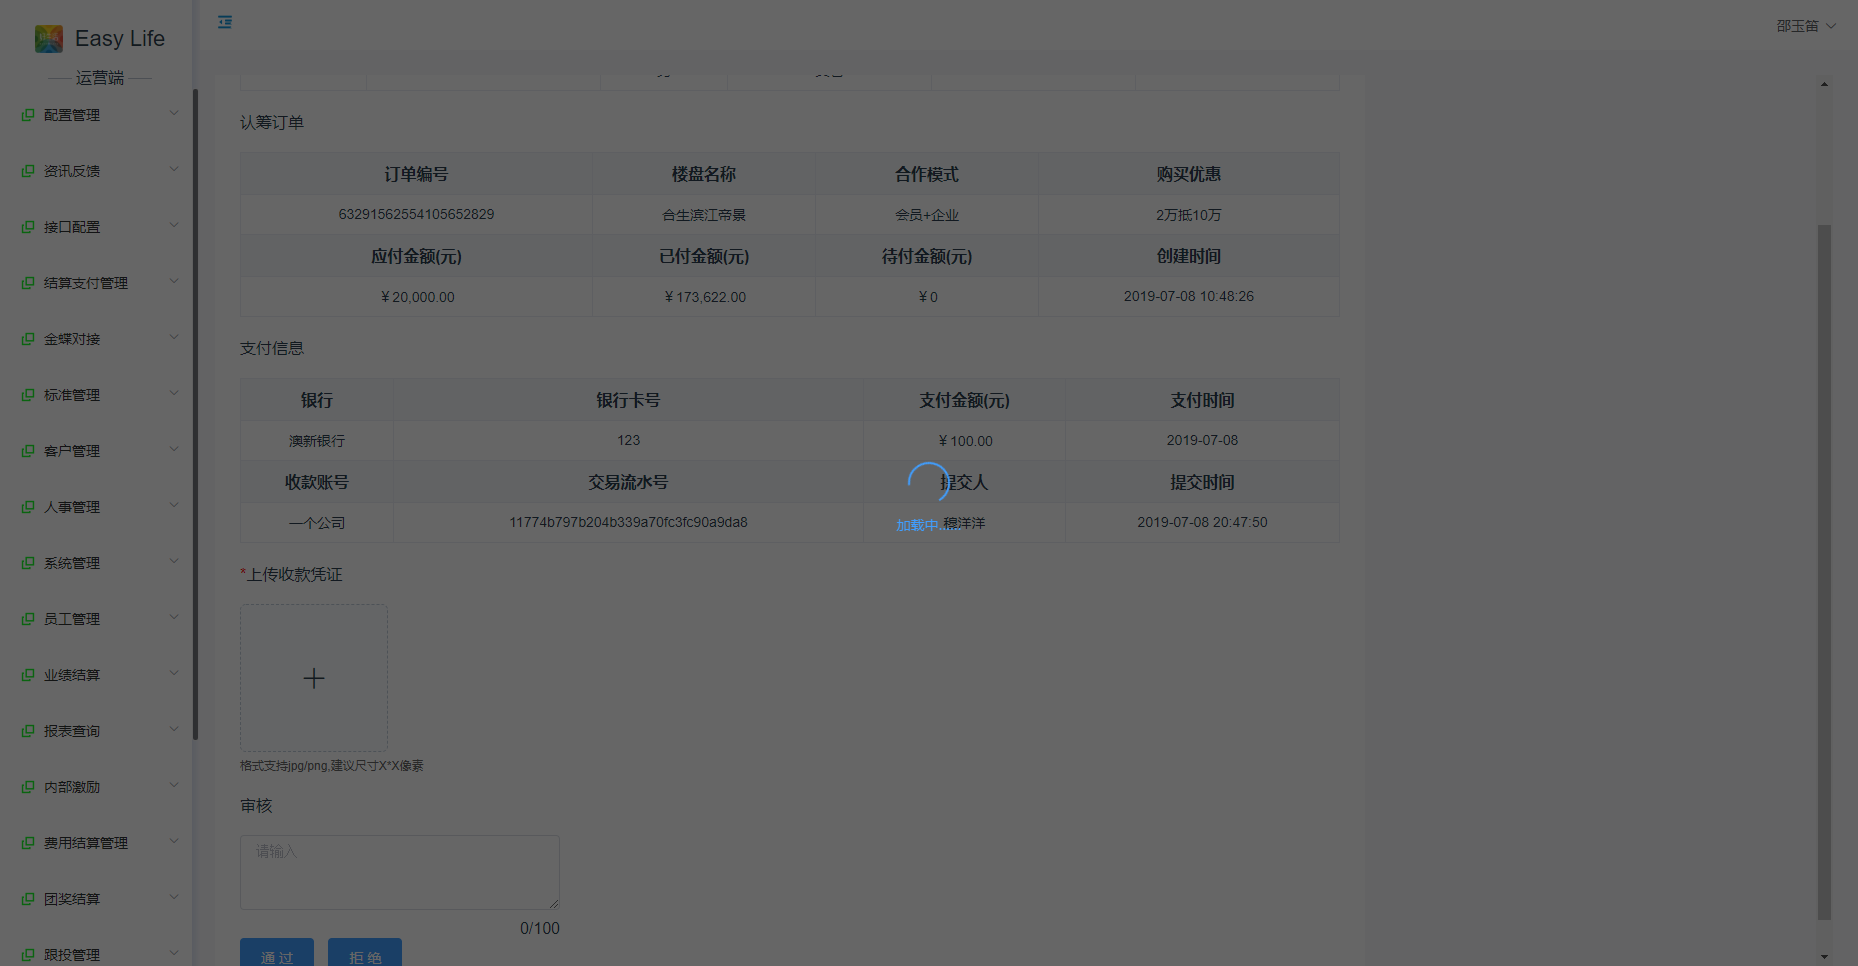 Easy Life
运营端
配置管理
资讯反馈
接口配置
结算支付管理
金蝶对接
标准管理
客户管理
人事管理
系统管理
员工管理
业绩结算
报表查询
内部激励
费用结算管理
团奖结算
跟投管理
邵玉笛
认筹订单
订单编号 楼盘名称 合作模式 购买优惠
63291562554105652829 合生滨江帝景 会员+企业 2万抵10万
应付金额(元) 已付金额(元) 待付金额(元) 创建时间
¥20,000.00 ¥173,622.00 ¥0 2019-07-08 10:48:26
支付信息
银行 银行卡号 支付金额(元) 支付时间
澳新银行 123 ¥100.00 2019-07-08
收款账号 交易流水号 提交人 提交时间
一个公司 11774b797b204b339a70fc3fc90a9da8 穆洋洋 2019-07-08 20:47:50
加载中......
*上传收款凭证
格式支持jpg/png,建议尺寸X*X像素
审核
请输入
0/100
通过 拒绝